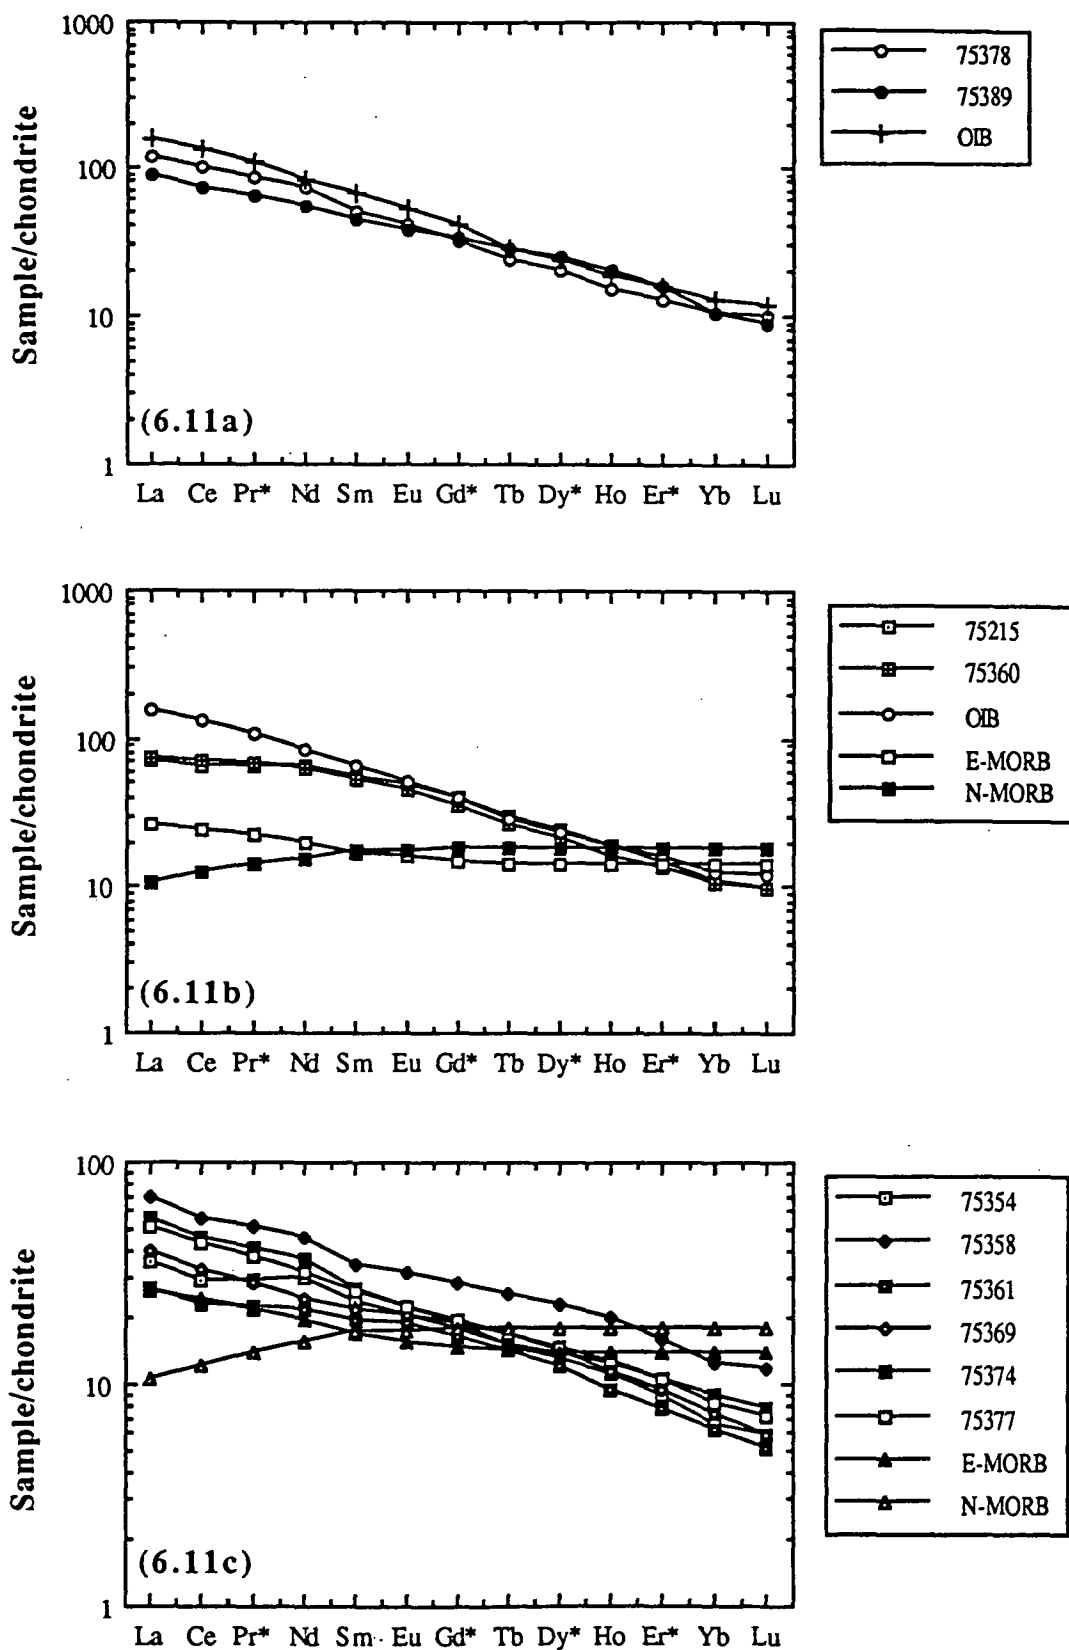 1000
100
10
1
Sample/chondrite
(6.11a)
La Ce Pr* Nd Sm Eu Gd* Tb Dy* Ho Er* Yb Lu
75378
75389
OIB
1000
100
10
1
Sample/chondrite
(6.11b)
La Ce Pr* Nd Sm Eu Gd* Tb Dy* Ho Er* Yb Lu
75215
75360
OIB
E-MORB
N-MORB
100
10
1
Sample/chondrite
(6.11c)
La Ce Pr* Nd Sm Eu Gd* Tb Dy* Ho Er* Yb Lu
75354
75358
75361
75369
75374
75377
E-MORB
N-MORB